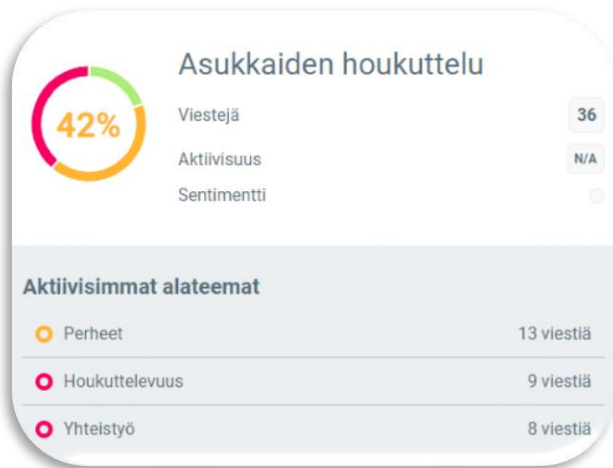 Asukkaiden houkuttelu
42%
Viestejä 36
Aktiivisuus N/A
Sentimentti
Aktiivisimmat alateemat
Perheet 13 viestiä
Houkuttelevuus 9 viestiä
Yhteistyö 8 viestiä